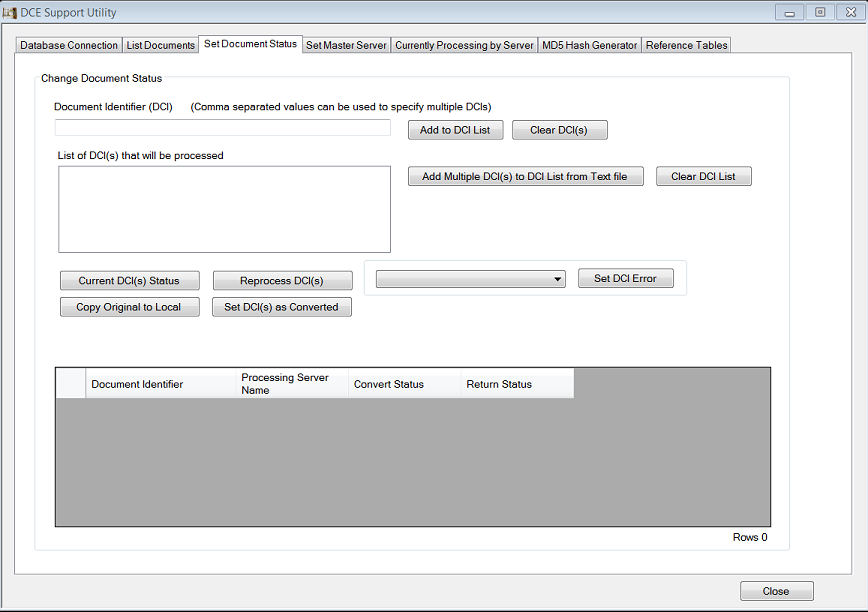 DCE Support Utility
Database Connection List Documents Set Document Status Set Master Server Currently Processing by Server MD5 Hash Generator Reference Tables
Change Document Status
Document Identifier (DCI) (Comma separated values can be used to specify multiple DCIs)
Add to DCI List Clear DCI(s)
List of DCI(s) that will be processed
Add Multiple DCI(s) to DCI List from Text file Clear DCI List
Current DCI(s) Status Reprocess DCI(s) Set DCI Error
Copy Original to Local Set DCI(s) as Converted
Document Identifier Processing Server Name Convert Status Return Status
Rows 0
Close